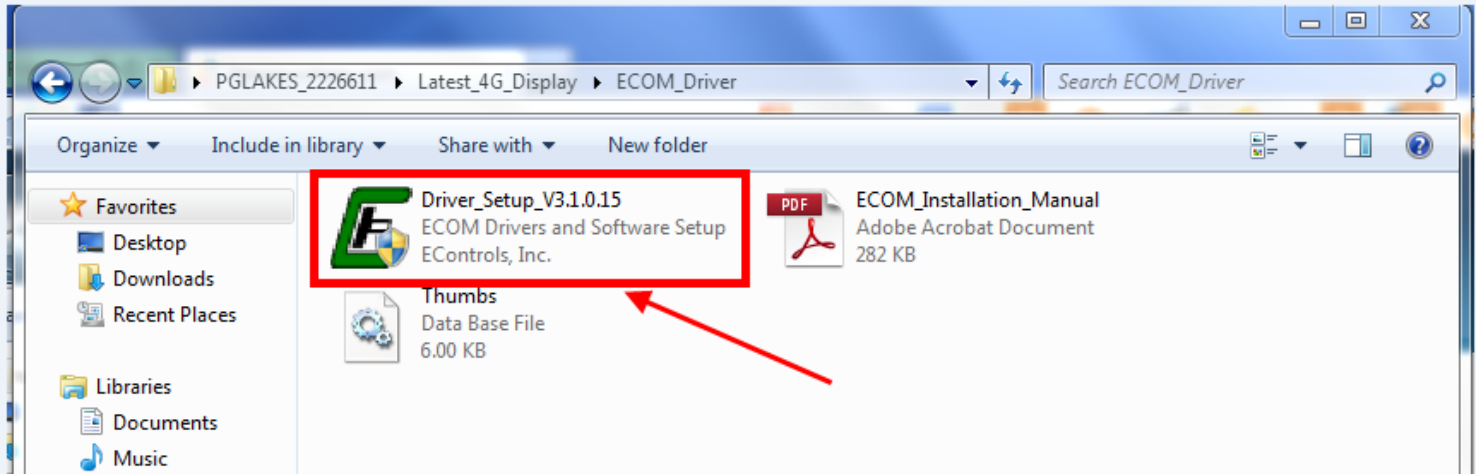 PGLAKES_2226611 Latest_4G_Display ECOM_Driver Search ECOM_Driver
Organize Include in library Share with New folder
Favorites
Desktop
Downloads
Recent Places
Libraries
Documents
Music
Driver_Setup_V3.1.0.15
ECOM Drivers and Software Setup
EControls, Inc.
PDF
ECOM_Installation_Manual
Adobe Acrobat Document
282 KB
Thumbs
Data Base File
6.00 KB